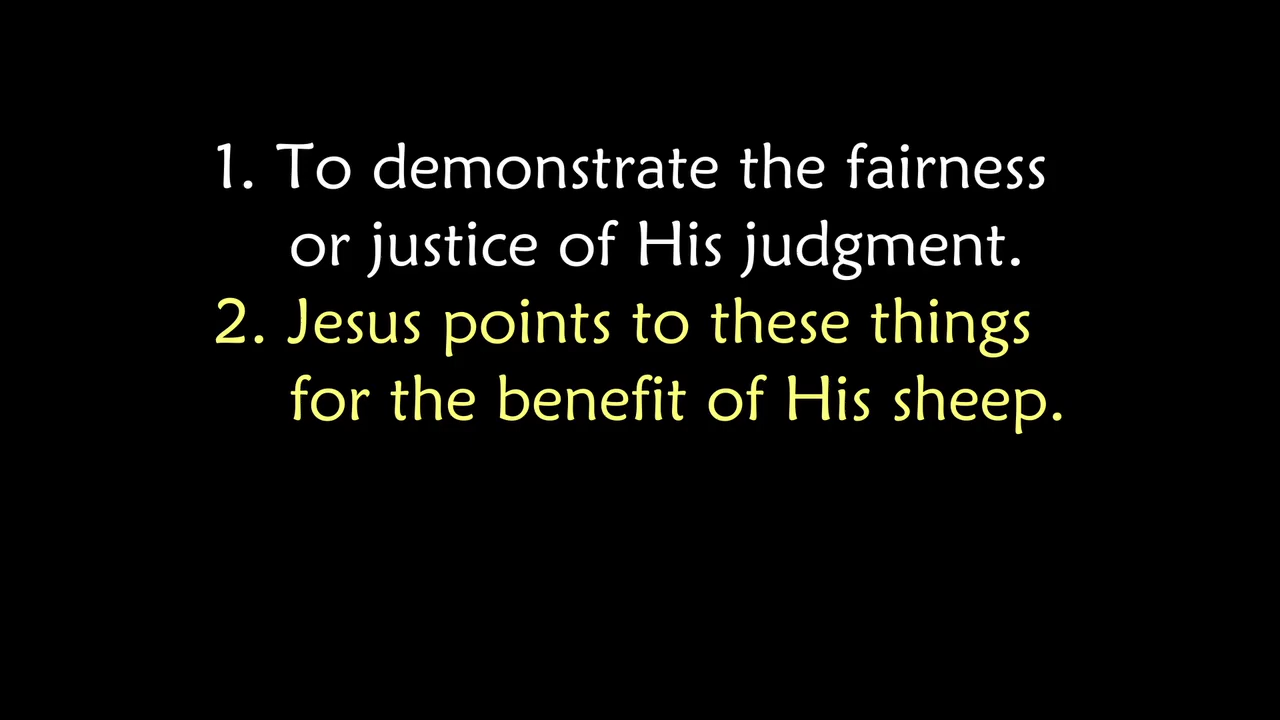 1. To demonstrate the fairness
or justice of His judgment.
2. Jesus points to these things
for the benefit of His sheep.